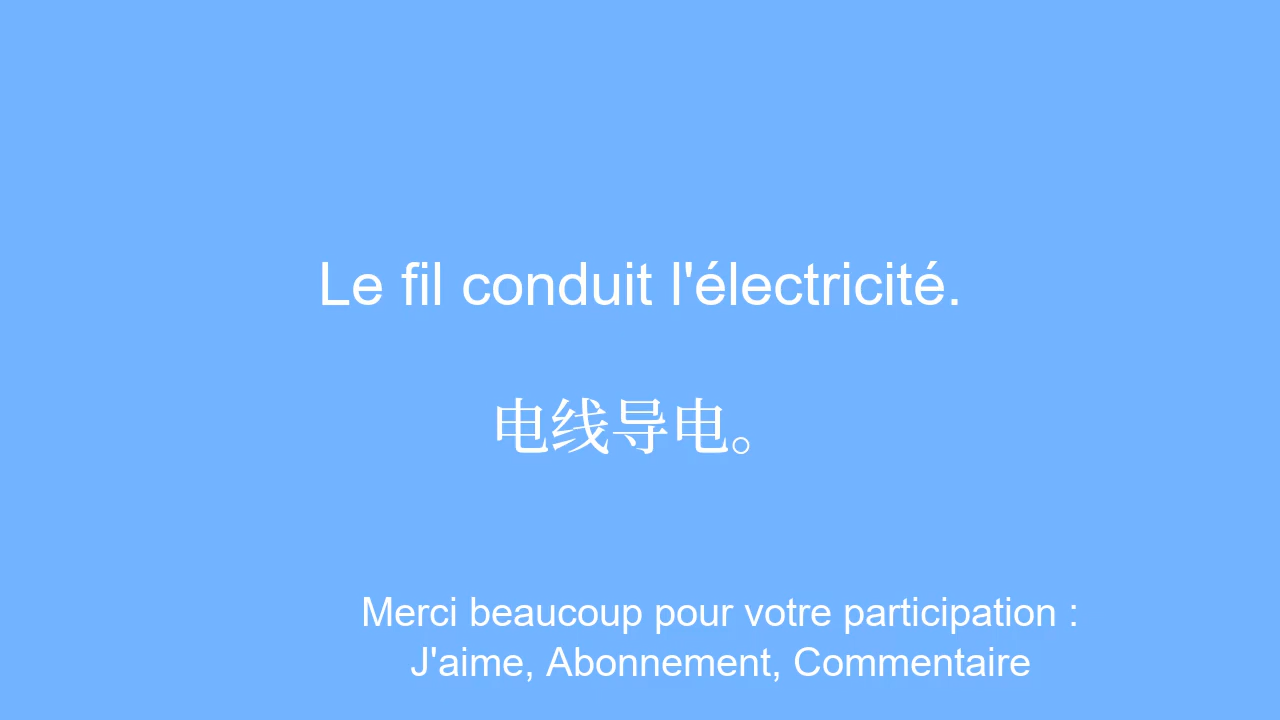 Le fil conduit l'électricité.
电线导电。
Merci beaucoup pour votre participation :
J'aime, Abonnement, Commentaire